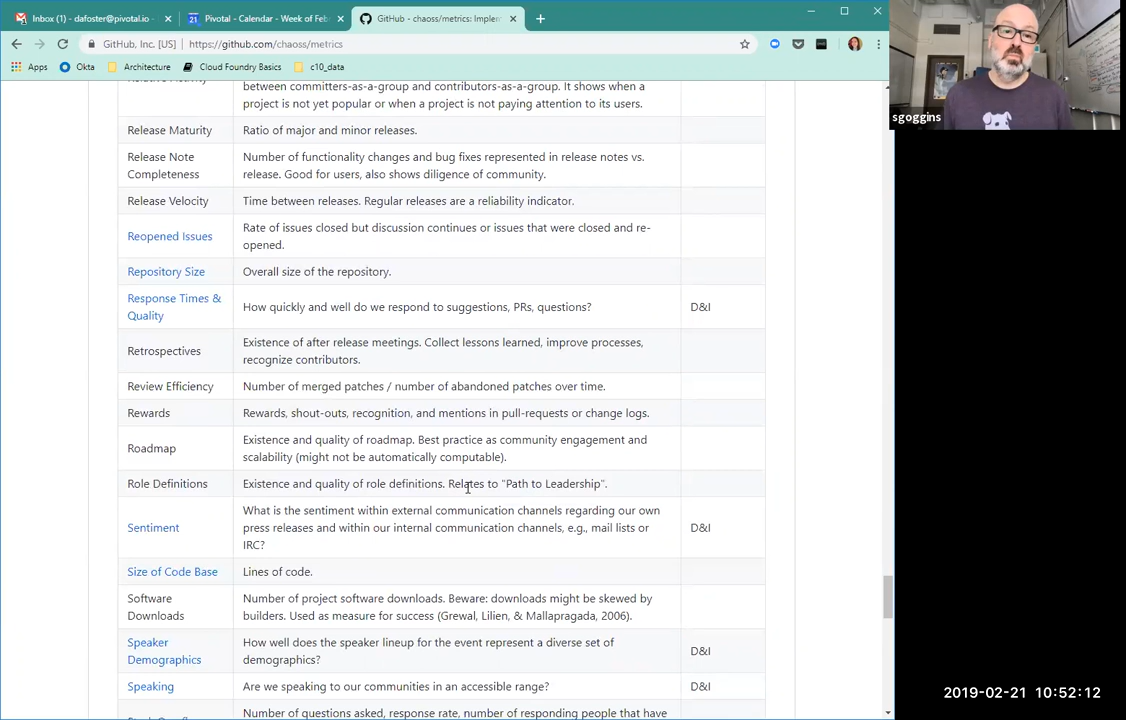 Inbox (1) - dafoster@pivotal.io -
21
Pivotal - Calendar - Week of Feb
GitHub - chaoss/metrics: Implem
GitHub, Inc. [US]
https://github.com/chaoss/metrics
Apps
Okta
Architecture
Cloud Foundry Basics
c10_data
between committers-as-a-group and contributors-as-a-group. It shows when a
project is not yet popular or when a project is not paying attention to its users.
Release Maturity
Ratio of major and minor releases.
Release Note
Completeness
Number of functionality changes and bug fixes represented in release notes vs.
release. Good for users, also shows diligence of community.
Release Velocity
Time between releases. Regular releases are a reliability indicator.
Reopened Issues
Rate of issues closed but discussion continues or issues that were closed and re-
opened.
Repository Size
Overall size of the repository.
Response Times &
Quality
How quickly and well do we respond to suggestions, PRs, questions?
D&I
Retrospectives
Existence of after release meetings. Collect lessons learned, improve processes,
recognize contributors.
Review Efficiency
Number of merged patches / number of abandoned patches over time.
Rewards
Rewards, shout-outs, recognition, and mentions in pull-requests or change logs.
Roadmap
Existence and quality of roadmap. Best practice as community engagement and
scalability (might not be automatically computable).
Role Definitions
Existence and quality of role definitions. Relates to "Path to Leadership".
Sentiment
What is the sentiment within external communication channels regarding our own
press releases and within our internal communication channels, e.g., mail lists or
IRC?
D&I
Size of Code Base
Lines of code.
Software
Downloads
Number of project software downloads. Beware: downloads might be skewed by
builders. Used as measure for success (Grewal, Lilien, & Mallapragada, 2006).
Speaker
Demographics
How well does the speaker lineup for the event represent a diverse set of
demographics?
D&I
Speaking
Are we speaking to our communities in an accessible range?
D&I
Number of questions asked, response rate, number of responding people that have
sgoggins
2019-02-21 10:52:12